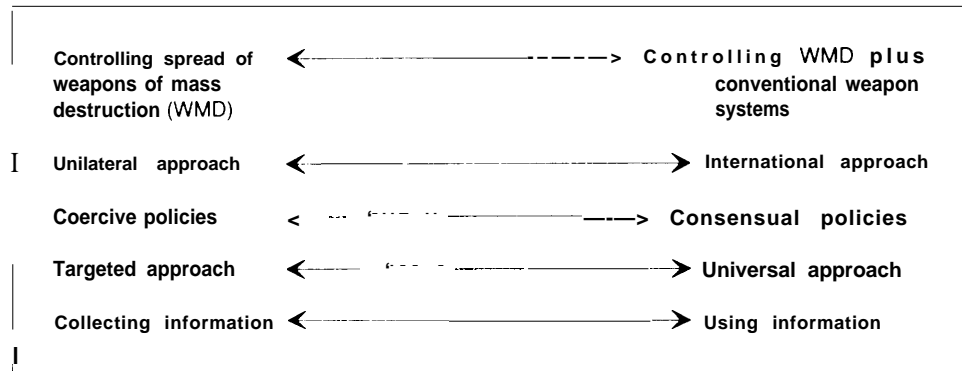 Controlling spread of weapons of mass destruction (WMD)
Controlling WMD plus conventional weapon systems
Unilateral approach
International approach
Coercive policies
Consensual policies
Targeted approach
Universal approach
Collecting information
Using information